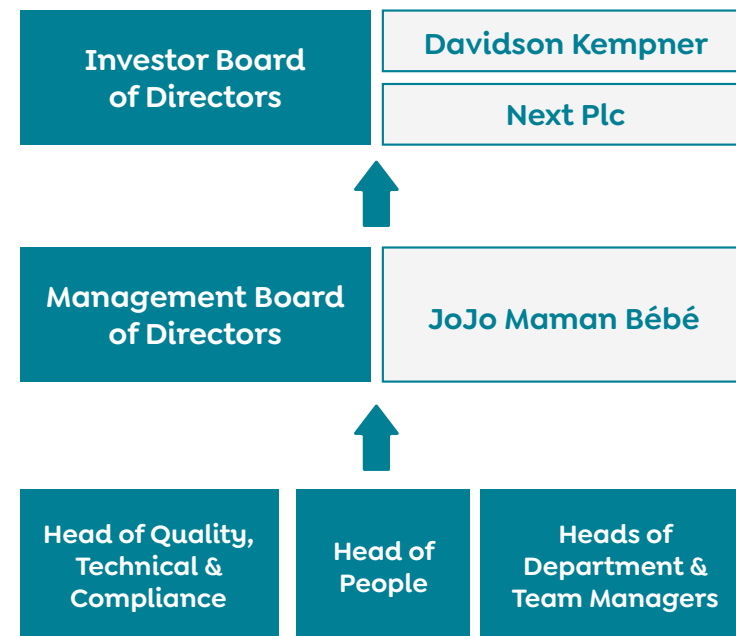 Investor Board
of Directors
Davidson Kempner
Next Plc
Management Board
of Directors
JoJo Maman Bébé
Head of Quality,
Technical &
Compliance
Head of
People
Heads of
Department &
Team Managers